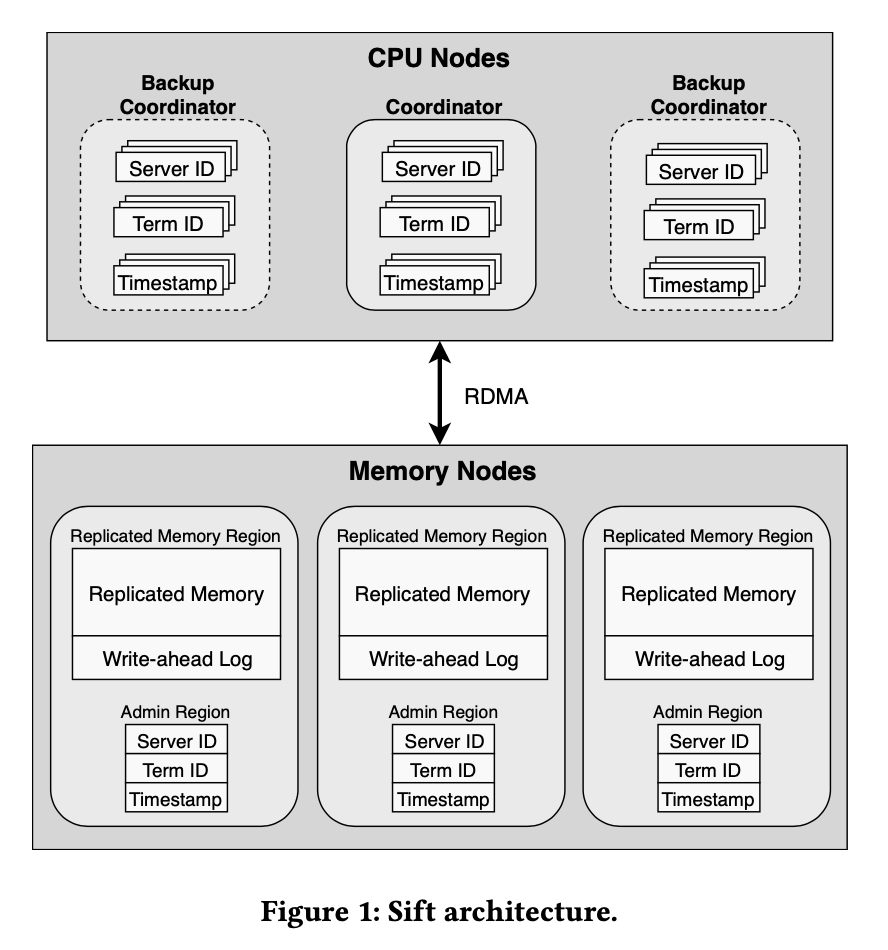 CPU Nodes
Backup
Coordinator
Coordinator
Backup
Coordinator
Server ID
Server ID
Server ID
Term ID
Term ID
Term ID
Timestamp
Timestamp
Timestamp
RDMA
Memory Nodes
Replicated Memory Region
Replicated Memory
Write-ahead Log
Admin Region
Server ID
Term ID
Timestamp
Replicated Memory Region
Replicated Memory
Write-ahead Log
Admin Region
Server ID
Term ID
Timestamp
Replicated Memory Region
Replicated Memory
Write-ahead Log
Admin Region
Server ID
Term ID
Timestamp
Figure 1: Sift architecture.